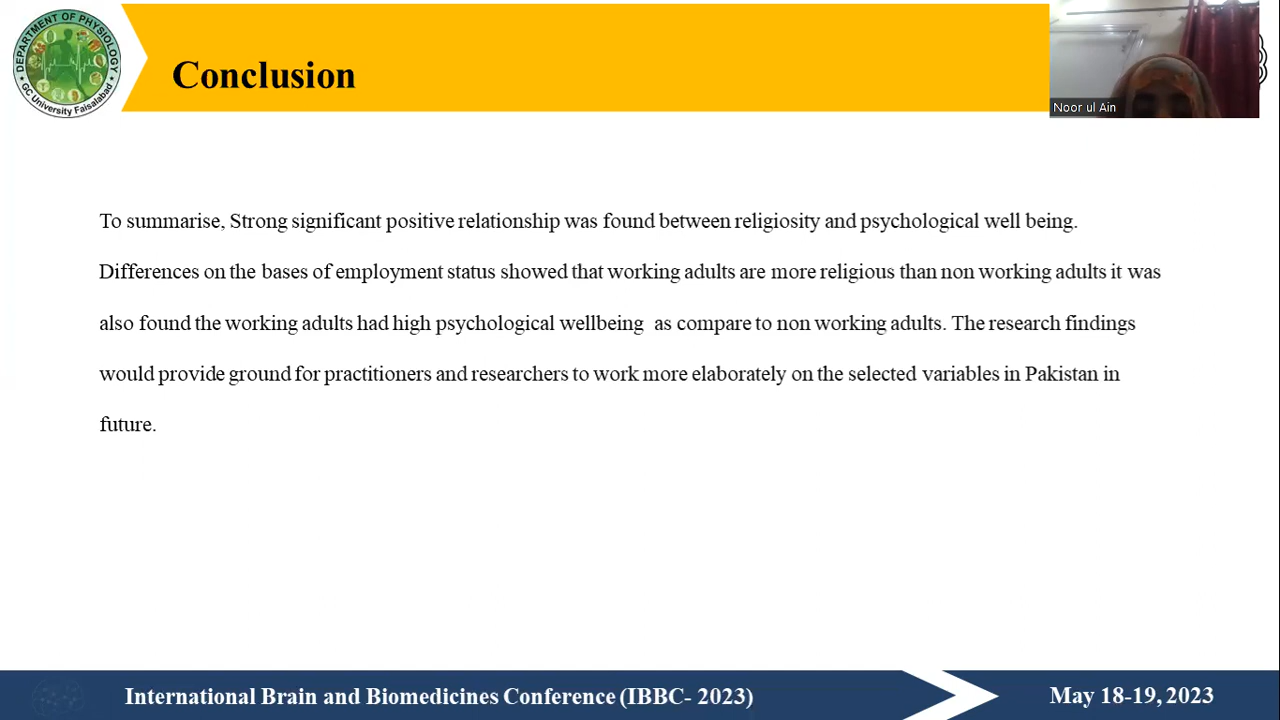 DEPARTMENT OF PHYSIOLOGY
GC University Faisalabad
Conclusion
Noor ul Ain
To summarise, Strong significant positive relationship was found between religiosity and psychological well being.
Differences on the bases of employment status showed that working adults are more religious than non working adults it was
also found the working adults had high psychological wellbeing as compare to non working adults. The research findings
would provide ground for practitioners and researchers to work more elaborately on the selected variables in Pakistan in
future.
International Brain and Biomedicines Conference (IBBC- 2023)
May 18-19, 2023